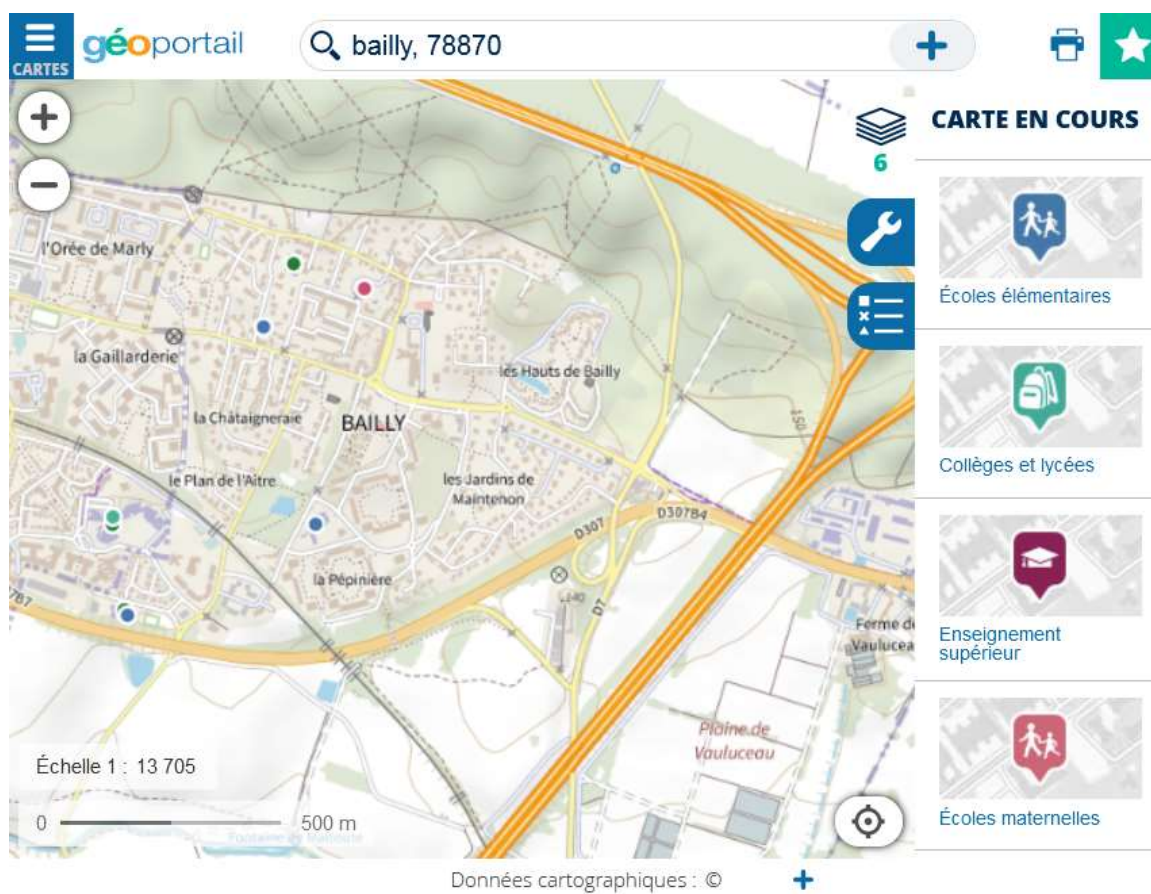 CARTES
géoportail
bailly, 78870
CARTE EN COURS
6
l'Orée de Marly
Écoles élémentaires
la Gaillarderie
les Hauts de Bailly
la Châtaigneraie
BAILLY
150
Collèges et lycées
le Plan de l'Aître
les Jardins de
Maintenon
D307
D307B4
la Pépinière
D7
Ferme de
Vauluceau
Enseignement
supérieur
Plaine de
Vauluceau
Échelle 1 : 13 705
0
500 m
Écoles maternelles
Données cartographiques : ©